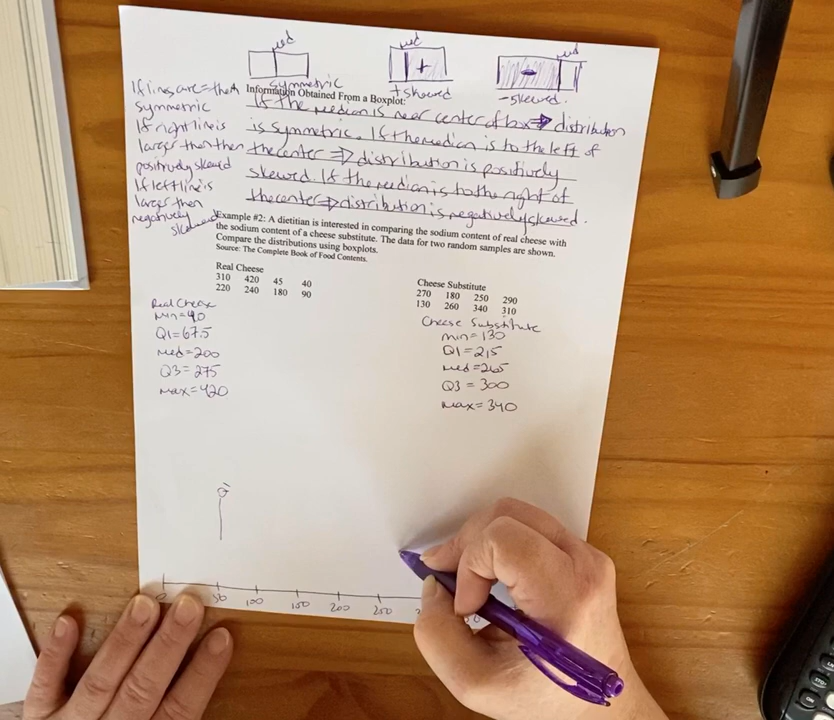 med
med
med
+
-
symmetric
+skewed
-skewed.
Information Obtained From a Boxplot:
If the median is near center of box => distribution
is symmetric. If the median is to the left of
the center => distribution is positively
skewed. If the median is to the right of
the center => distribution is negatively skewed.
If lines are = then
symmetric
If right line is
larger then then
positively skewed
If left line is
larger then
negatively
skewed
Example #2: A dietitian is interested in comparing the sodium content of real cheese with
the sodium content of a cheese substitute. The data for two random samples are shown.
Compare the distributions using boxplots.
Source: The Complete Book of Food Contents.
Real Cheese
310 420 45 40
220 240 180 90
Cheese Substitute
270 180 250 290
130 260 340 310
Real Cheese
Min=40
Q1=67.5
Med=200
Q3=275
Max=420
Cheese Substitute
min=130
Q1=215
Med=265
Q3=300
max=340
0 50 100 150 200 250